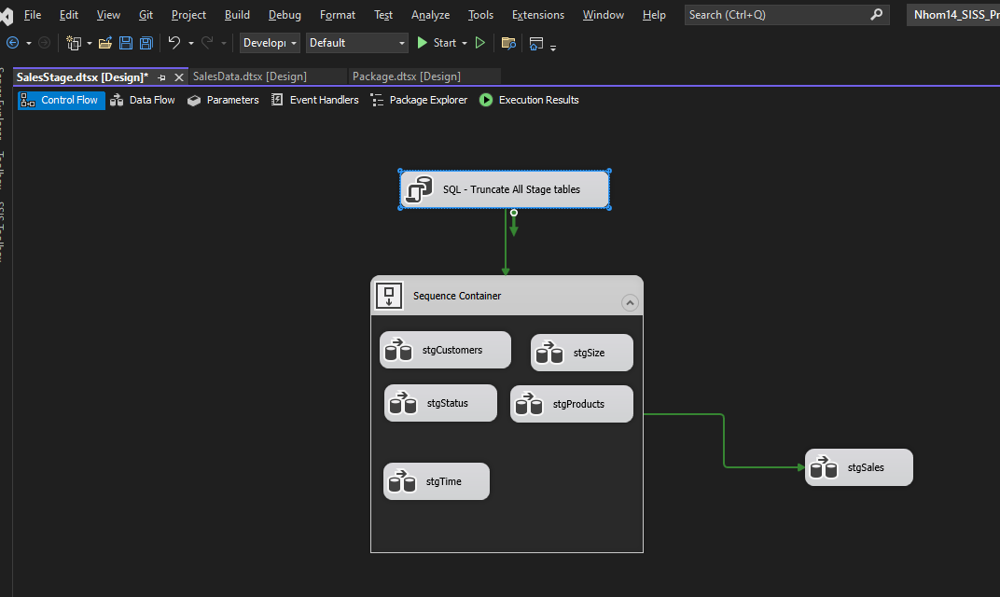 File Edit View Git Project Build Debug Format Test Analyze Tools Extensions Window Help Search (Ctrl+Q) Nhom14_SISS_Pr
Developi Default Start
SalesStage.dtsx [Design]* SalesData.dtsx [Design] Package.dtsx [Design]
Control Flow Data Flow Parameters Event Handlers Package Explorer Execution Results
SQL - Truncate All Stage tables
Sequence Container
stgCustomers stgSize
stgStatus stgProducts
stgSales
stgTime